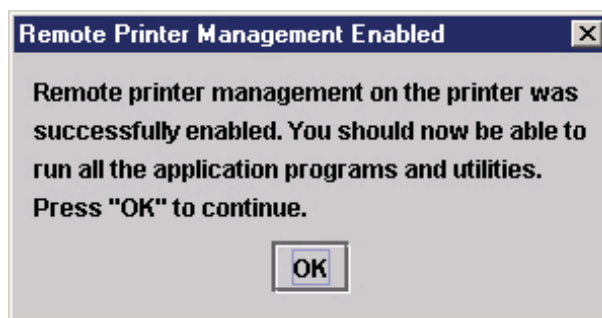 Remote Printer Management Enabled
Remote printer management on the printer was
successfully enabled. You should now be able to
run all the application programs and utilities.
Press "OK" to continue.
OK